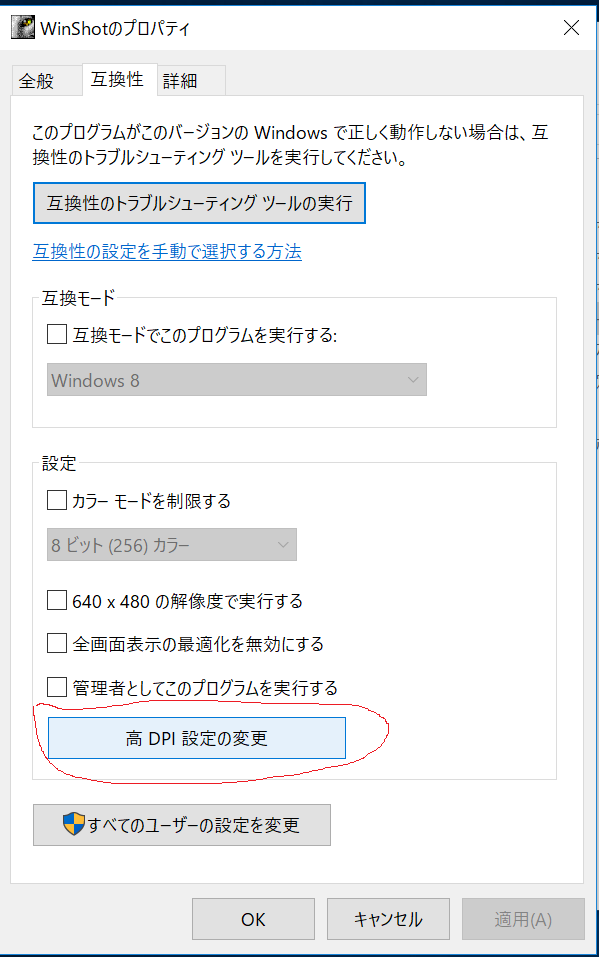 WinShotのプロパティ
全般 互換性 詳細
このプログラムがこのバージョンの Windows で正しく動作しない場合は、互
換性のトラブルシューティング ツールを実行してください。
互換性のトラブルシューティング ツールの実行
互換性の設定を手動で選択する方法
互換モード
互換モードでこのプログラムを実行する:
Windows 8
設定
カラー モードを制限する
8 ビット (256) カラー
640 x 480 の解像度で実行する
全画面表示の最適化を無効にする
管理者としてこのプログラムを実行する
高 DPI 設定の変更
すべてのユーザーの設定を変更
OK キャンセル 適用(A)